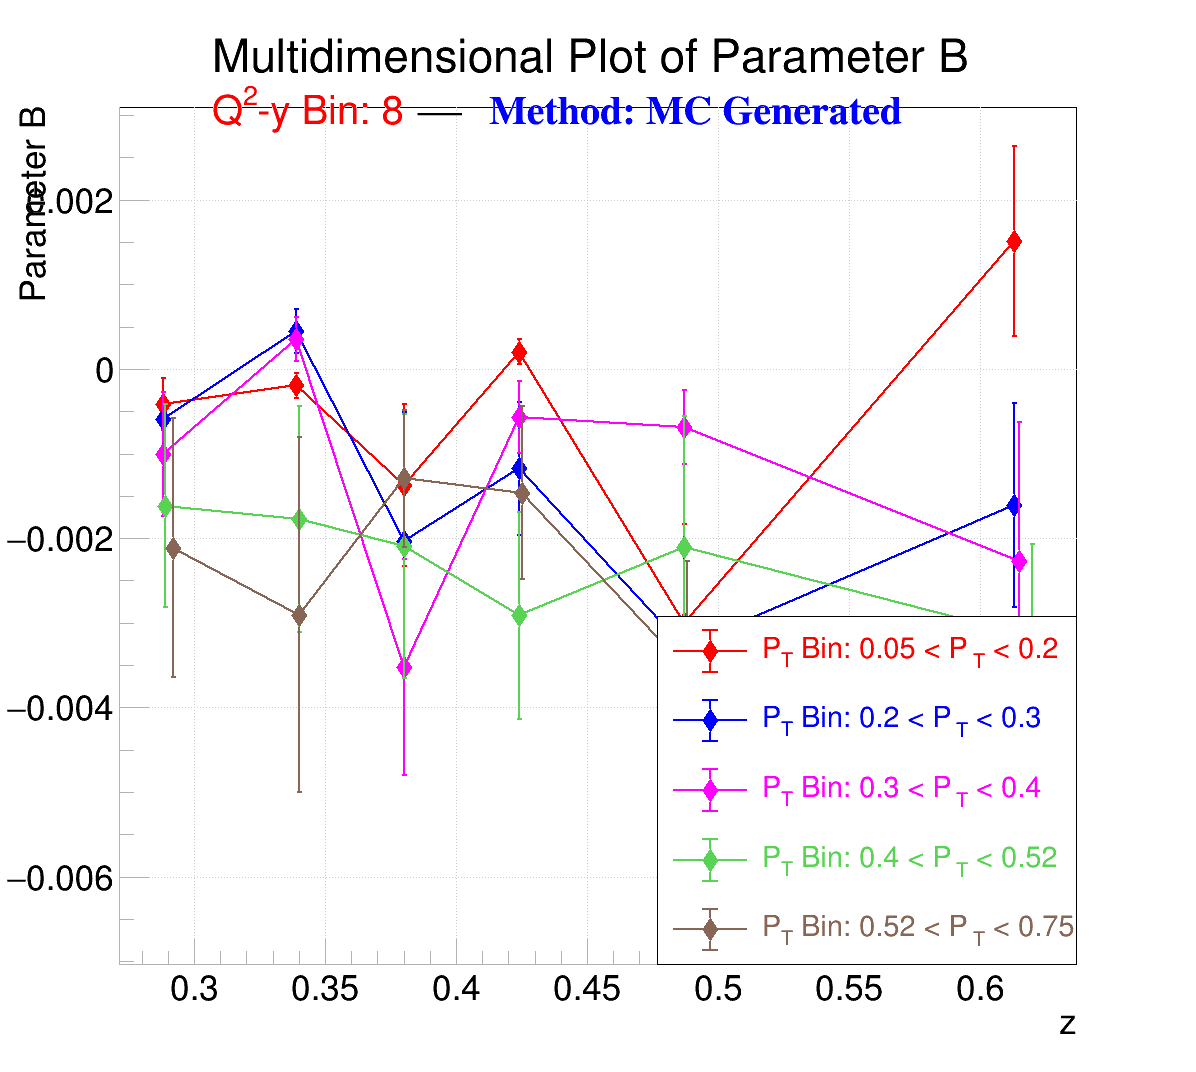 Multidimensional Plot of Parameter B
Q²-y Bin: 8 — Method: MC Generated
Parameter B
0.002
0
−0.002
−0.004
−0.006
P_T Bin: 0.05 < P_T < 0.2
P_T Bin: 0.2 < P_T < 0.3
P_T Bin: 0.3 < P_T < 0.4
P_T Bin: 0.4 < P_T < 0.52
P_T Bin: 0.52 < P_T < 0.75
0.3 0.35 0.4 0.45 0.5 0.55 0.6
z